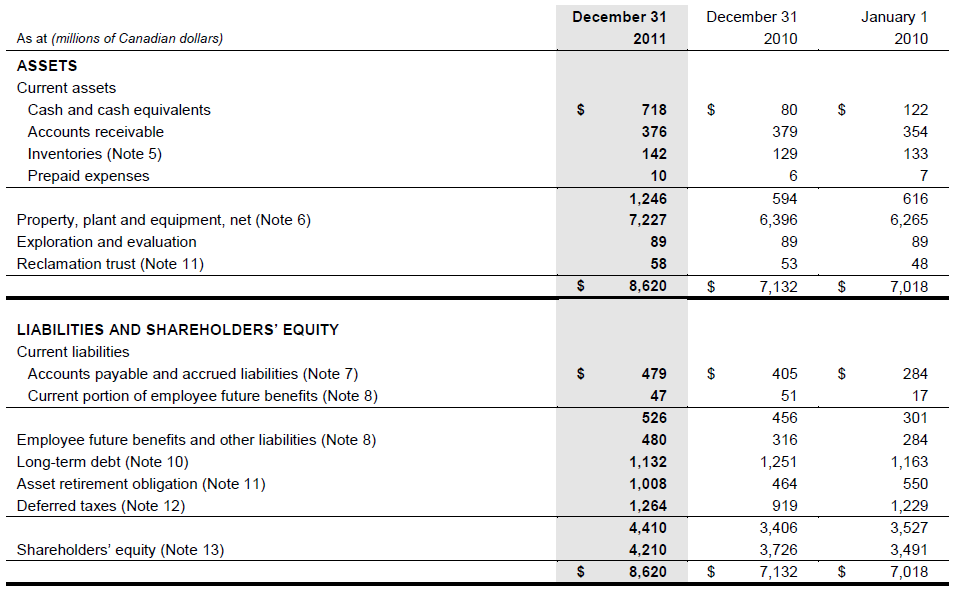 December 31 December 31 January 1
As at (millions of Canadian dollars) 2011 2010 2010
ASSETS
Current assets
Cash and cash equivalents $ 718 $ 80 $ 122
Accounts receivable 376 379 354
Inventories (Note 5) 142 129 133
Prepaid expenses 10 6 7
1,246 594 616
Property, plant and equipment, net (Note 6) 7,227 6,396 6,265
Exploration and evaluation 89 89 89
Reclamation trust (Note 11) 58 53 48
$ 8,620 $ 7,132 $ 7,018
LIABILITIES AND SHAREHOLDERS' EQUITY
Current liabilities
Accounts payable and accrued liabilities (Note 7) $ 479 $ 405 $ 284
Current portion of employee future benefits (Note 8) 47 51 17
526 456 301
Employee future benefits and other liabilities (Note 8) 480 316 284
Long-term debt (Note 10) 1,132 1,251 1,163
Asset retirement obligation (Note 11) 1,008 464 550
Deferred taxes (Note 12) 1,264 919 1,229
4,410 3,406 3,527
Shareholders' equity (Note 13) 4,210 3,726 3,491
$ 8,620 $ 7,132 $ 7,018